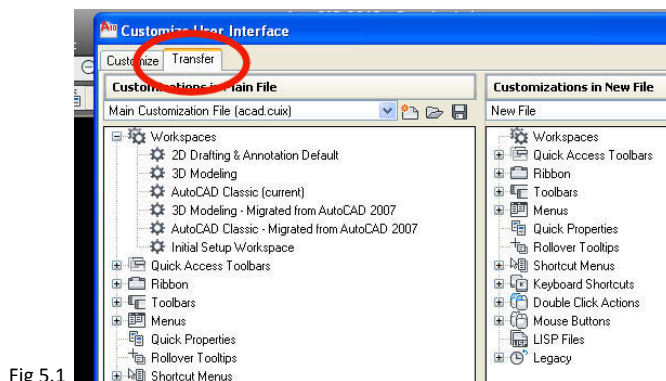 Customize User Interface
Customize Transfer
Customizations in Main File
Main Customization File (acad.cuix)
Workspaces
2D Drafting & Annotation Default
3D Modeling
AutoCAD Classic (current)
3D Modeling - Migrated from AutoCAD 2007
AutoCAD Classic - Migrated from AutoCAD 2007
Initial Setup Workspace
Quick Access Toolbars
Ribbon
Toolbars
Menus
Quick Properties
Rollover Tooltips
Shortcut Menus
Customizations in New File
New File
Workspaces
Quick Access Toolbars
Ribbon
Toolbars
Menus
Quick Properties
Rollover Tooltips
Shortcut Menus
Keyboard Shortcuts
Double Click Actions
Mouse Buttons
LISP Files
Legacy
Fig 5.1